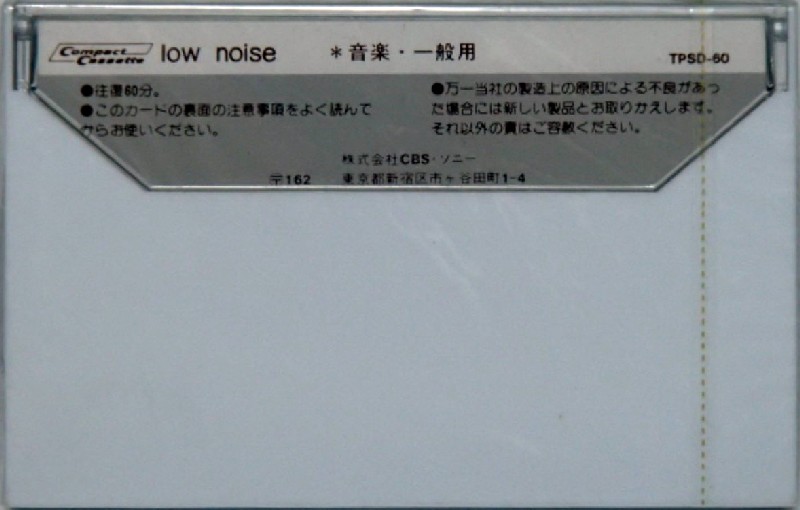 Compact Cassette low noise *音楽・一般用 TPSD-60
●往復60分。
●このカードの裏面の注意事項をよく読んで
からお使いください。
●万一当社の製造上の原因による不良があっ
た場合には新しい製品とお取りかえします。
それ以外の責はご容赦ください。
株式会社CBS・ソニー
〒162 東京都新宿区市ヶ谷田町1-4